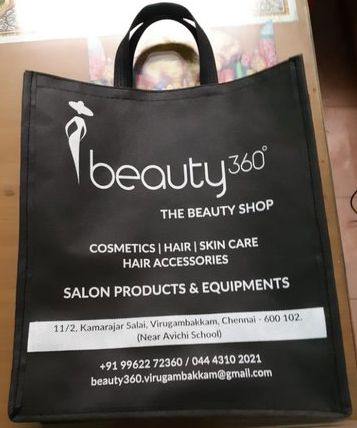 beauty360°
THE BEAUTY SHOP
COSMETICS | HAIR | SKIN CARE
HAIR ACCESSORIES
SALON PRODUCTS & EQUIPMENTS
11/2, Kamarajar Salai, Virugambakkam, Chennai - 600 102.
(Near Avichi School)
+91 99622 72360 / 044 4310 2021
beauty360.virugambakkam@gmail.com